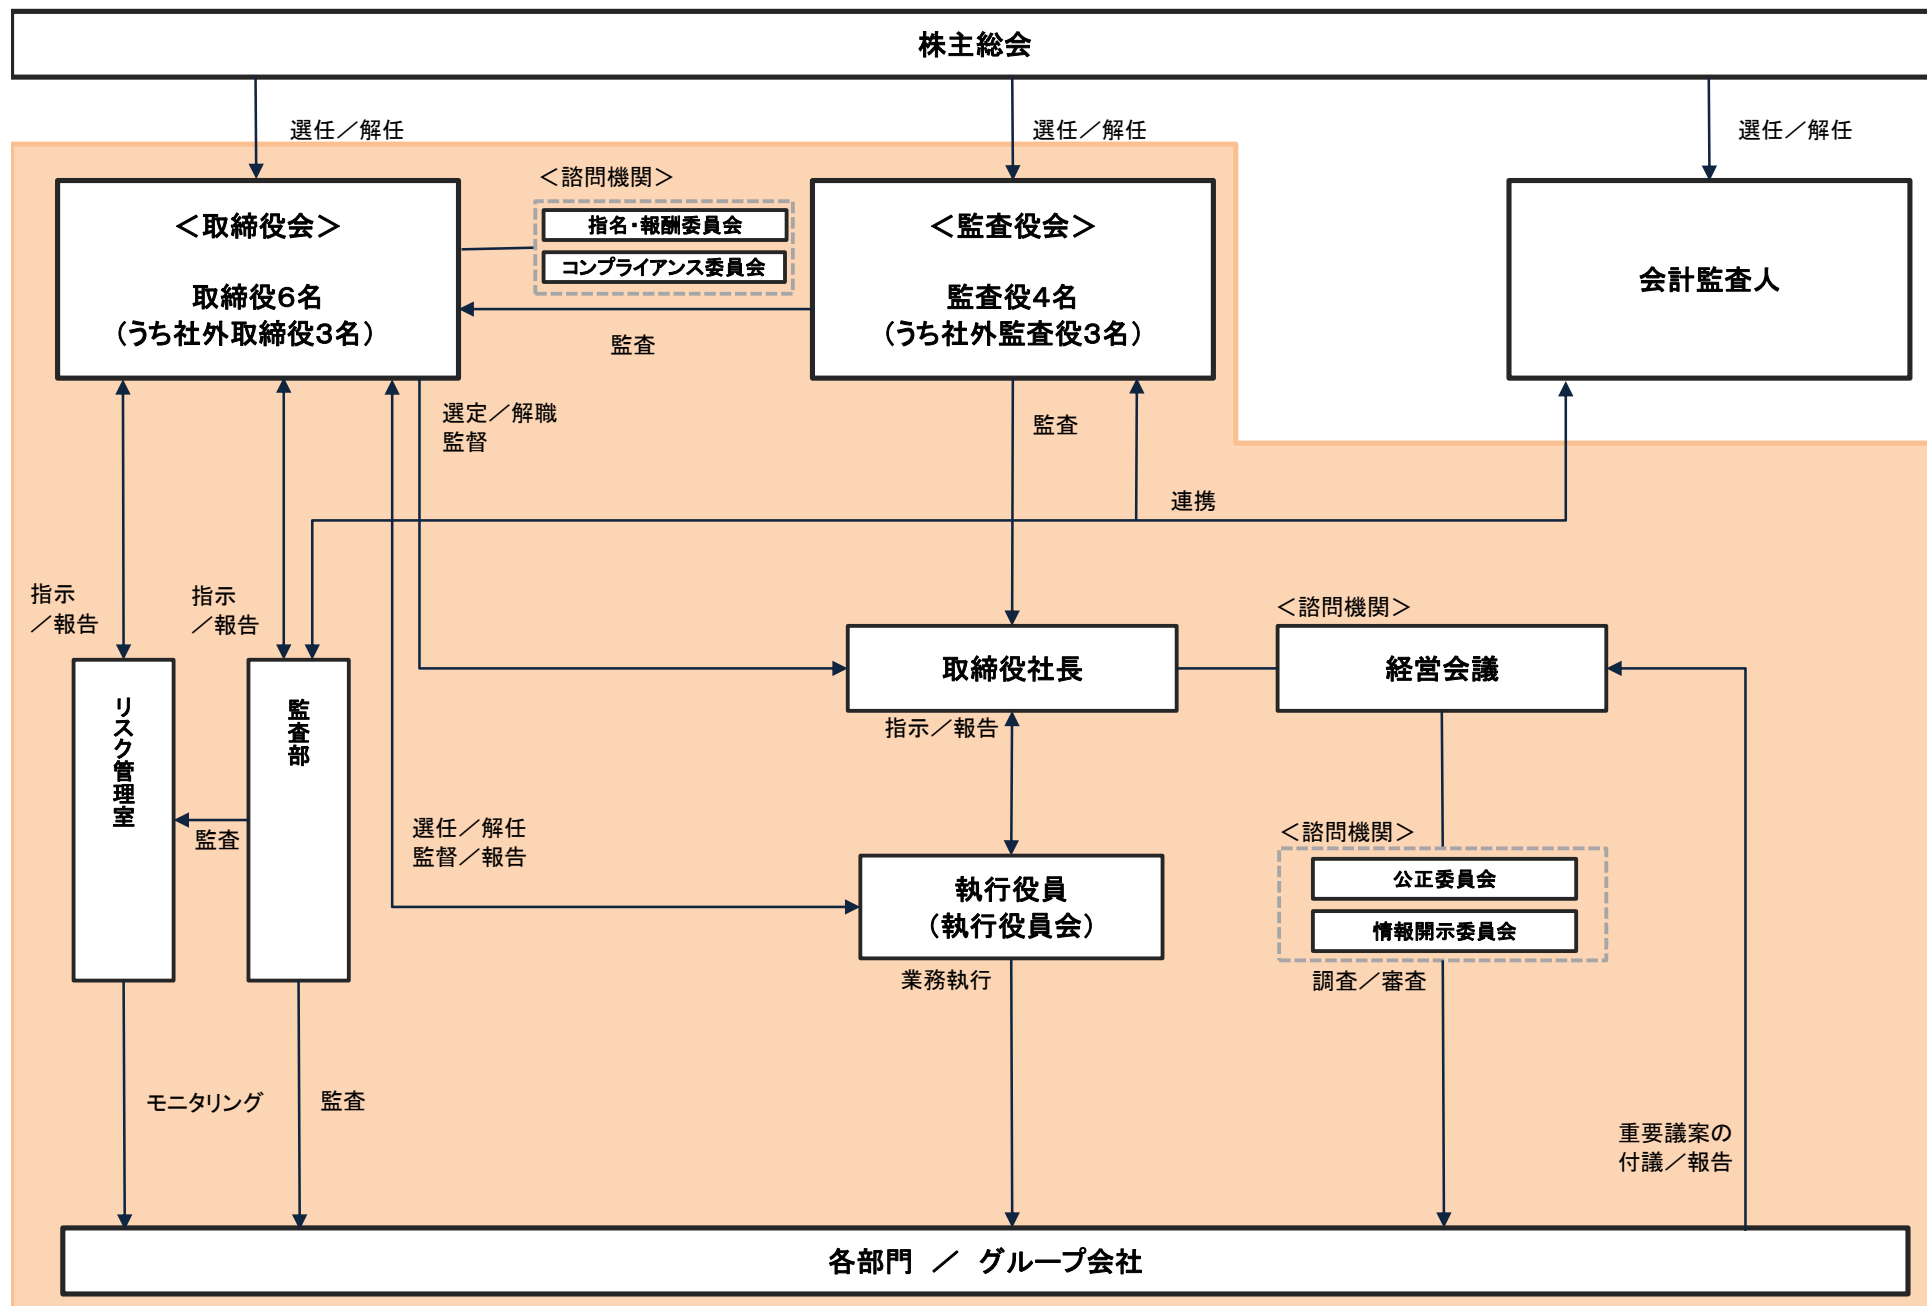 株主総会
選任／解任
選任／解任
選任／解任
＜取締役会＞
取締役6名
（うち社外取締役3名）
＜諮問機関＞
指名・報酬委員会
コンプライアンス委員会
＜監査役会＞
監査役4名
（うち社外監査役3名）
会計監査人
監査
選定／解職
監督
監査
連携
指示
／報告
指示
／報告
＜諮問機関＞
取締役社長
経営会議
リスク管理室
監査部
指示／報告
監査
選任／解任
監督／報告
＜諮問機関＞
執行役員
（執行役員会）
公正委員会
情報開示委員会
業務執行
調査／審査
モニタリング
監査
重要議案の
付議／報告
各部門　／　グループ会社